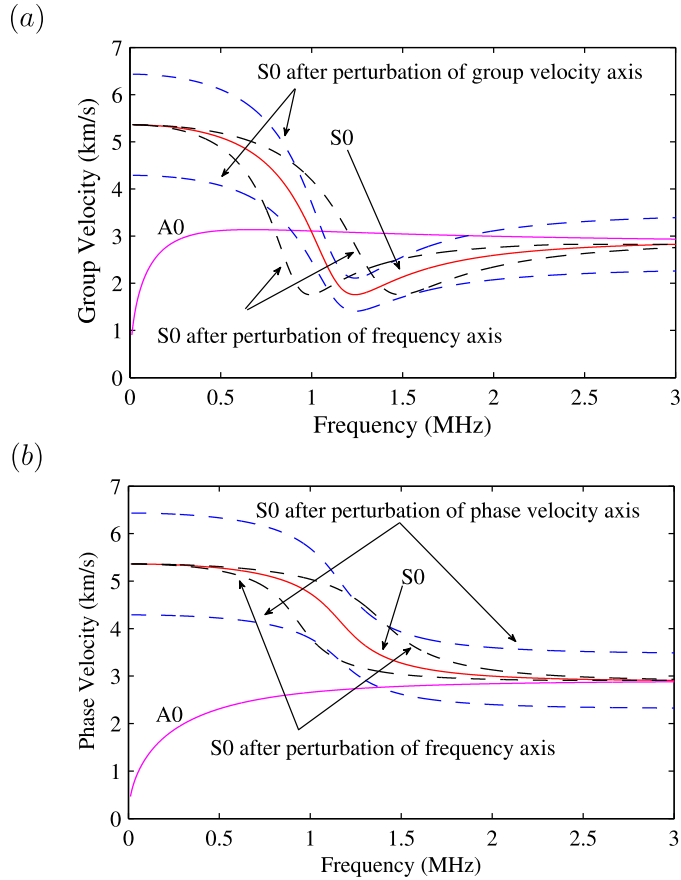 (a)
7
6
5
4
3
2
1
0
Group Velocity (km/s)
S0 after perturbation of group velocity axis
S0
A0
S0 after perturbation of frequency axis
0 0.5 1 1.5 2 2.5 3
Frequency (MHz)
(b)
7
6
5
4
3
2
1
0
Phase Velocity (km/s)
S0 after perturbation of phase velocity axis
S0
A0
S0 after perturbation of frequency axis
0 0.5 1 1.5 2 2.5 3
Frequency (MHz)